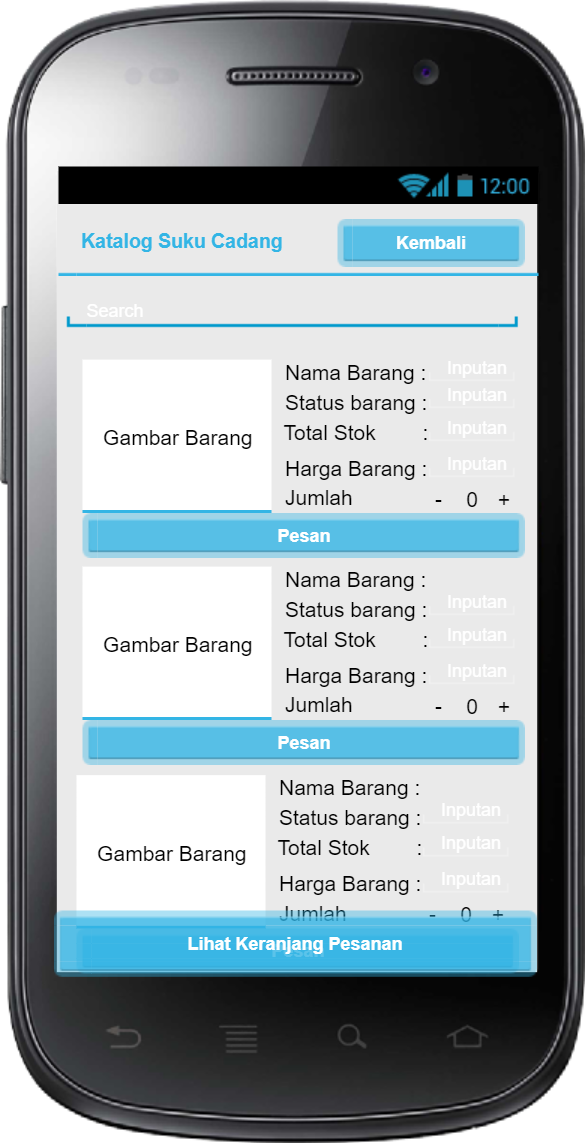 12:00
Katalog Suku Cadang
Kembali
Search
Gambar Barang
Nama Barang : Inputan
Status barang : Inputan
Total Stok : Inputan
Harga Barang : Inputan
Jumlah - 0 +
Pesan
Gambar Barang
Nama Barang :
Status barang : Inputan
Total Stok : Inputan
Harga Barang : Inputan
Jumlah - 0 +
Pesan
Gambar Barang
Nama Barang :
Status barang : Inputan
Total Stok : Inputan
Harga Barang : Inputan
Jumlah - 0 +
Lihat Keranjang Pesanan
Pesan